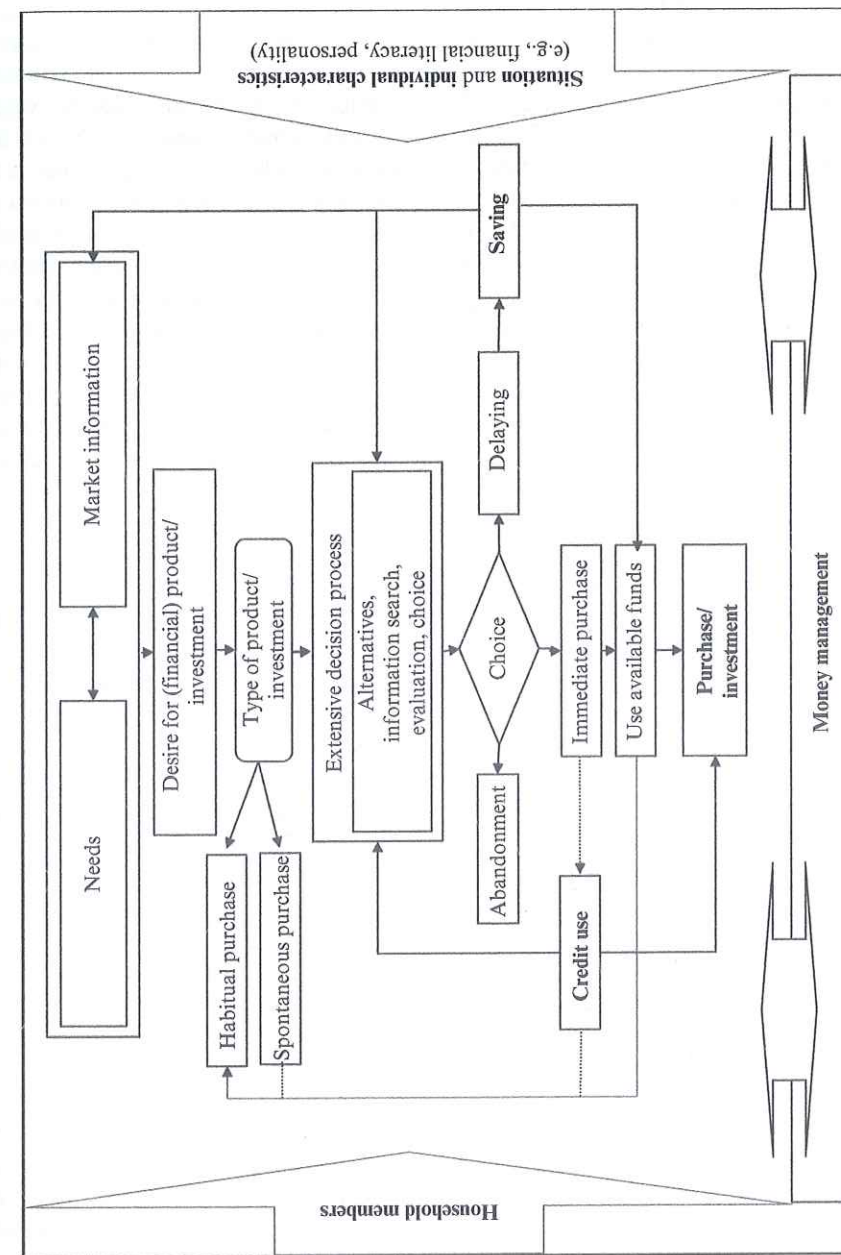 Household members
Needs
Market information
Desire for (financial) product/
investment
Type of product/
investment
Habitual purchase
Spontaneous purchase
Extensive decision process
Alternatives,
information search,
evaluation, choice
Abandonment
Choice
Delaying
Saving
Credit use
Immediate purchase
Use available funds
Purchase/
investment
Situation and individual characteristics
(e.g., financial literacy, personality)
Money management